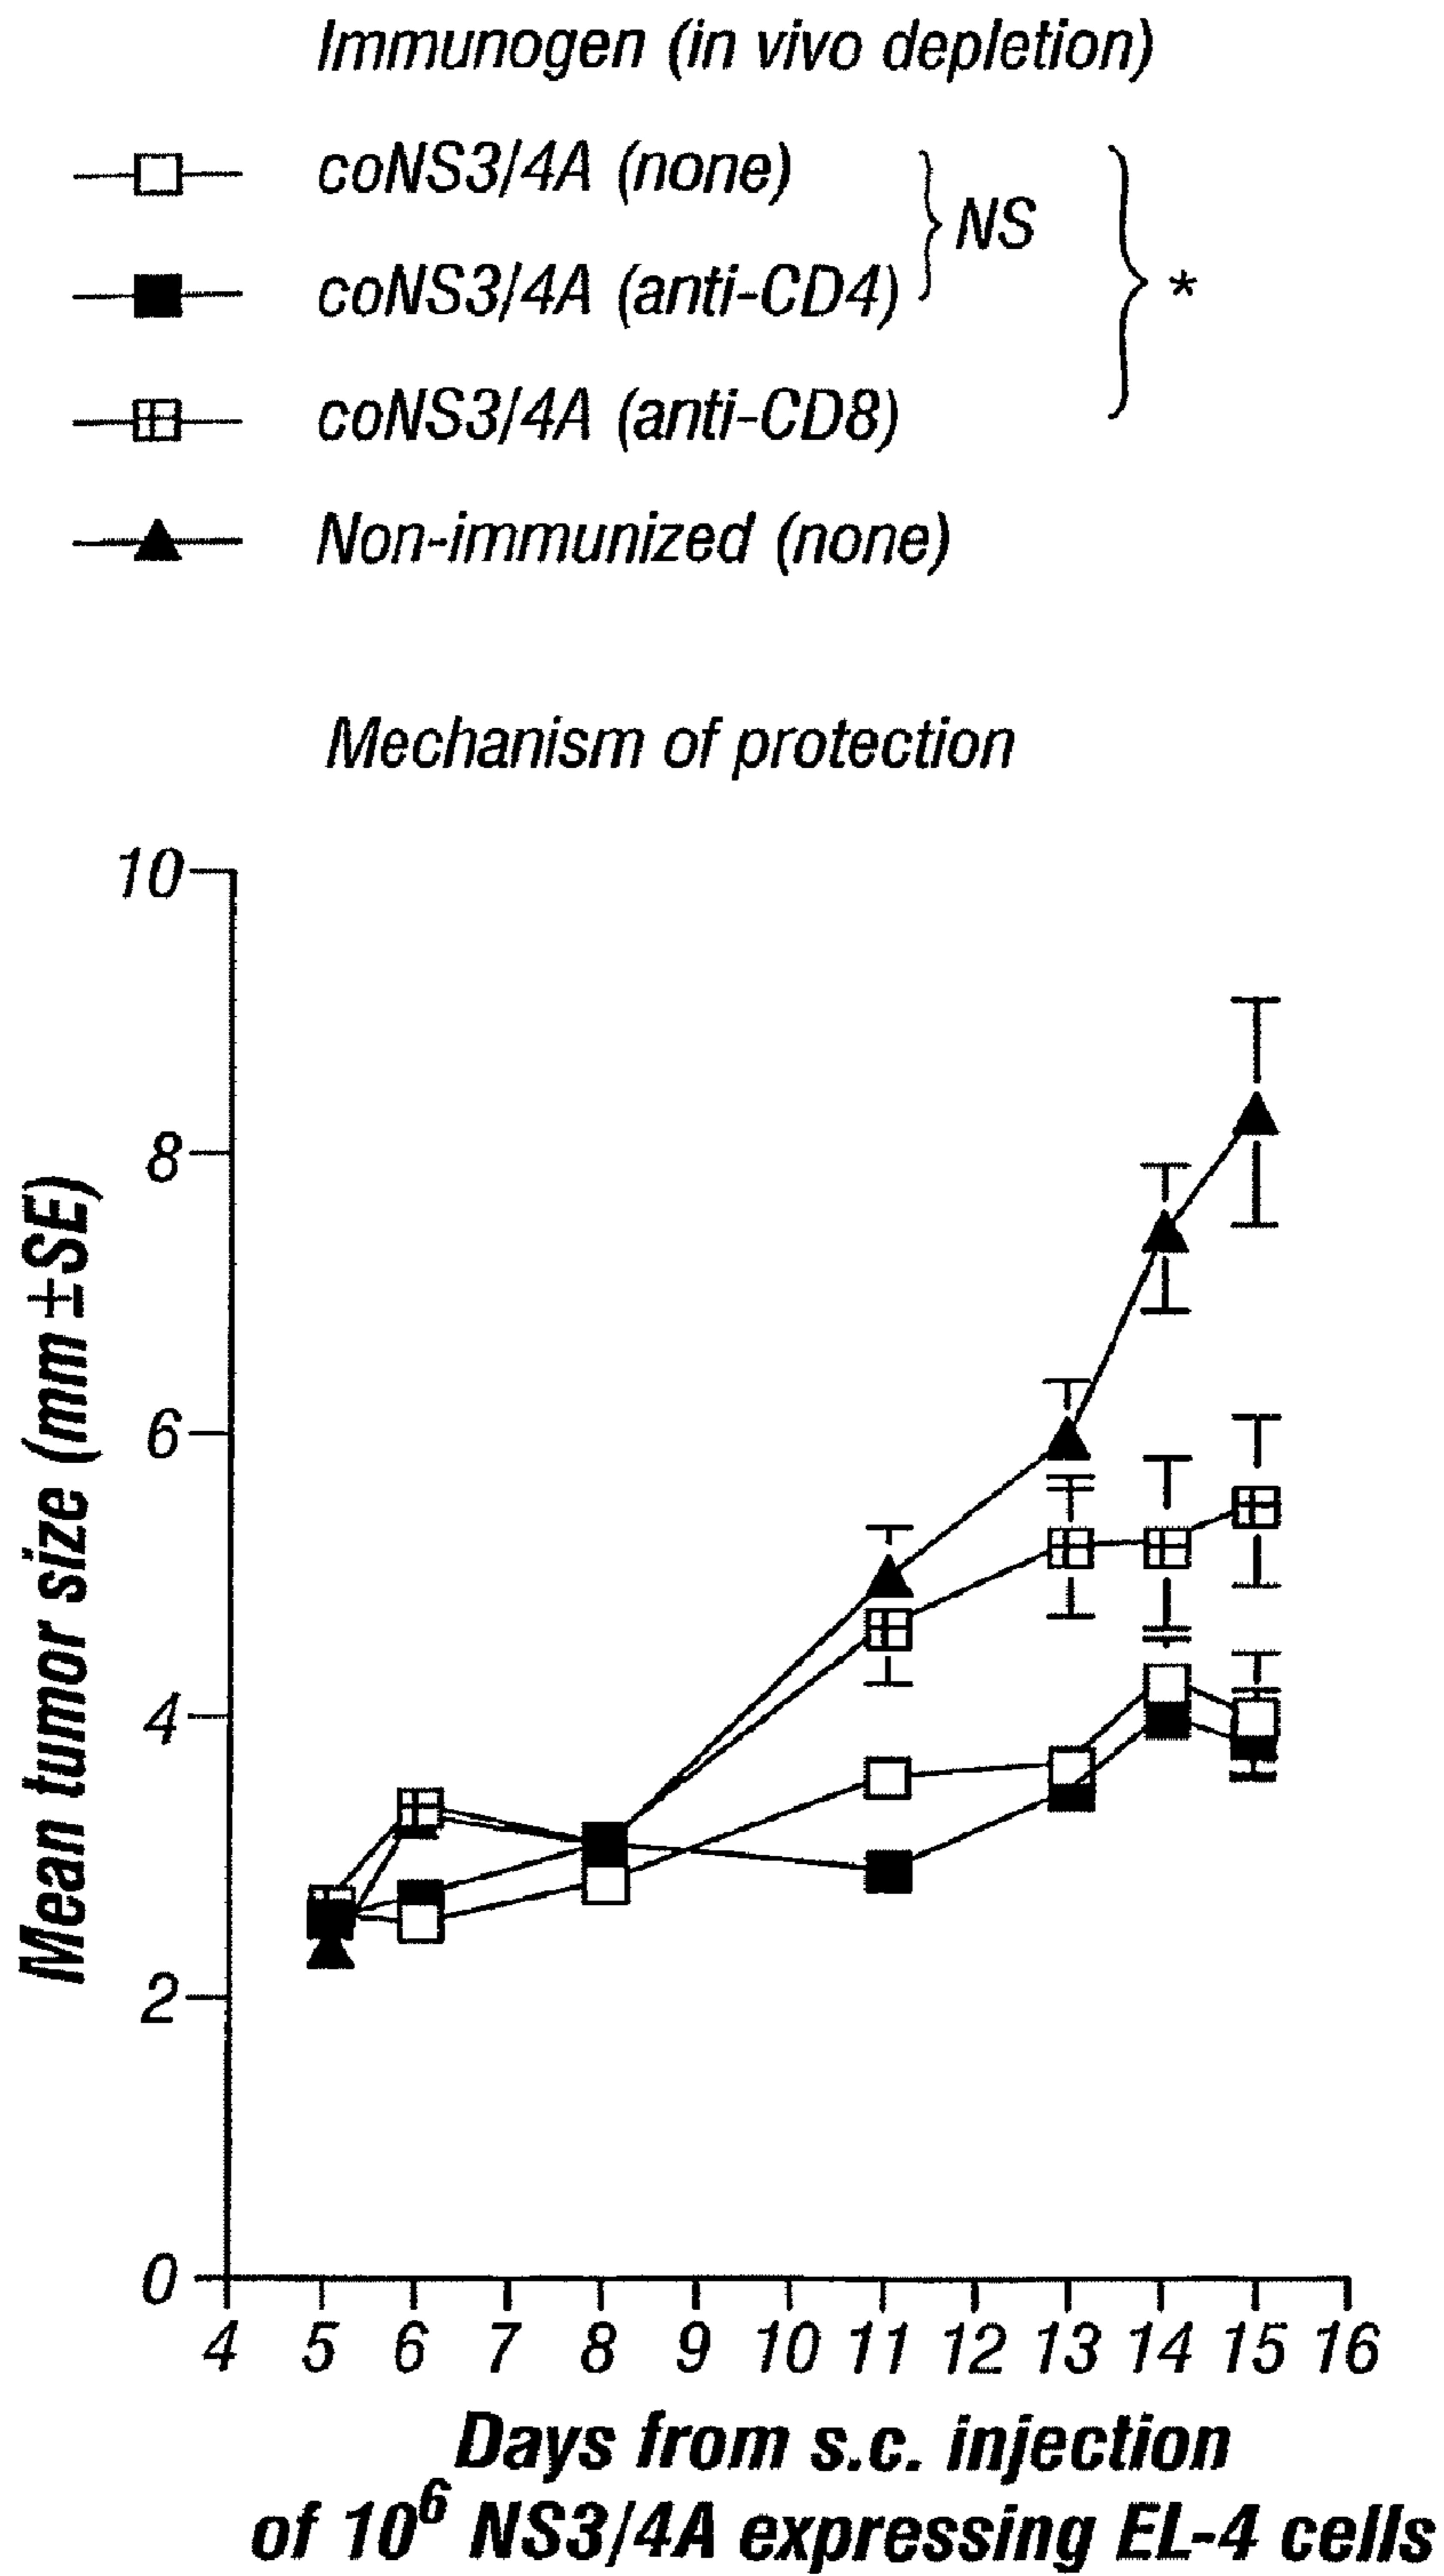 Immunogen (in vivo depletion)
coNS3/4A (none)
NS
coNS3/4A (anti-CD4)
*
coNS3/4A (anti-CD8)
Non-immunized (none)
Mechanism of protection
10
8
6
4
2
0
Mean tumor size (mm ±SE)
4 5 6 7 8 9 10 11 12 13 14 15 16
Days from s.c. injection
of 10⁶ NS3/4A expressing EL-4 cells